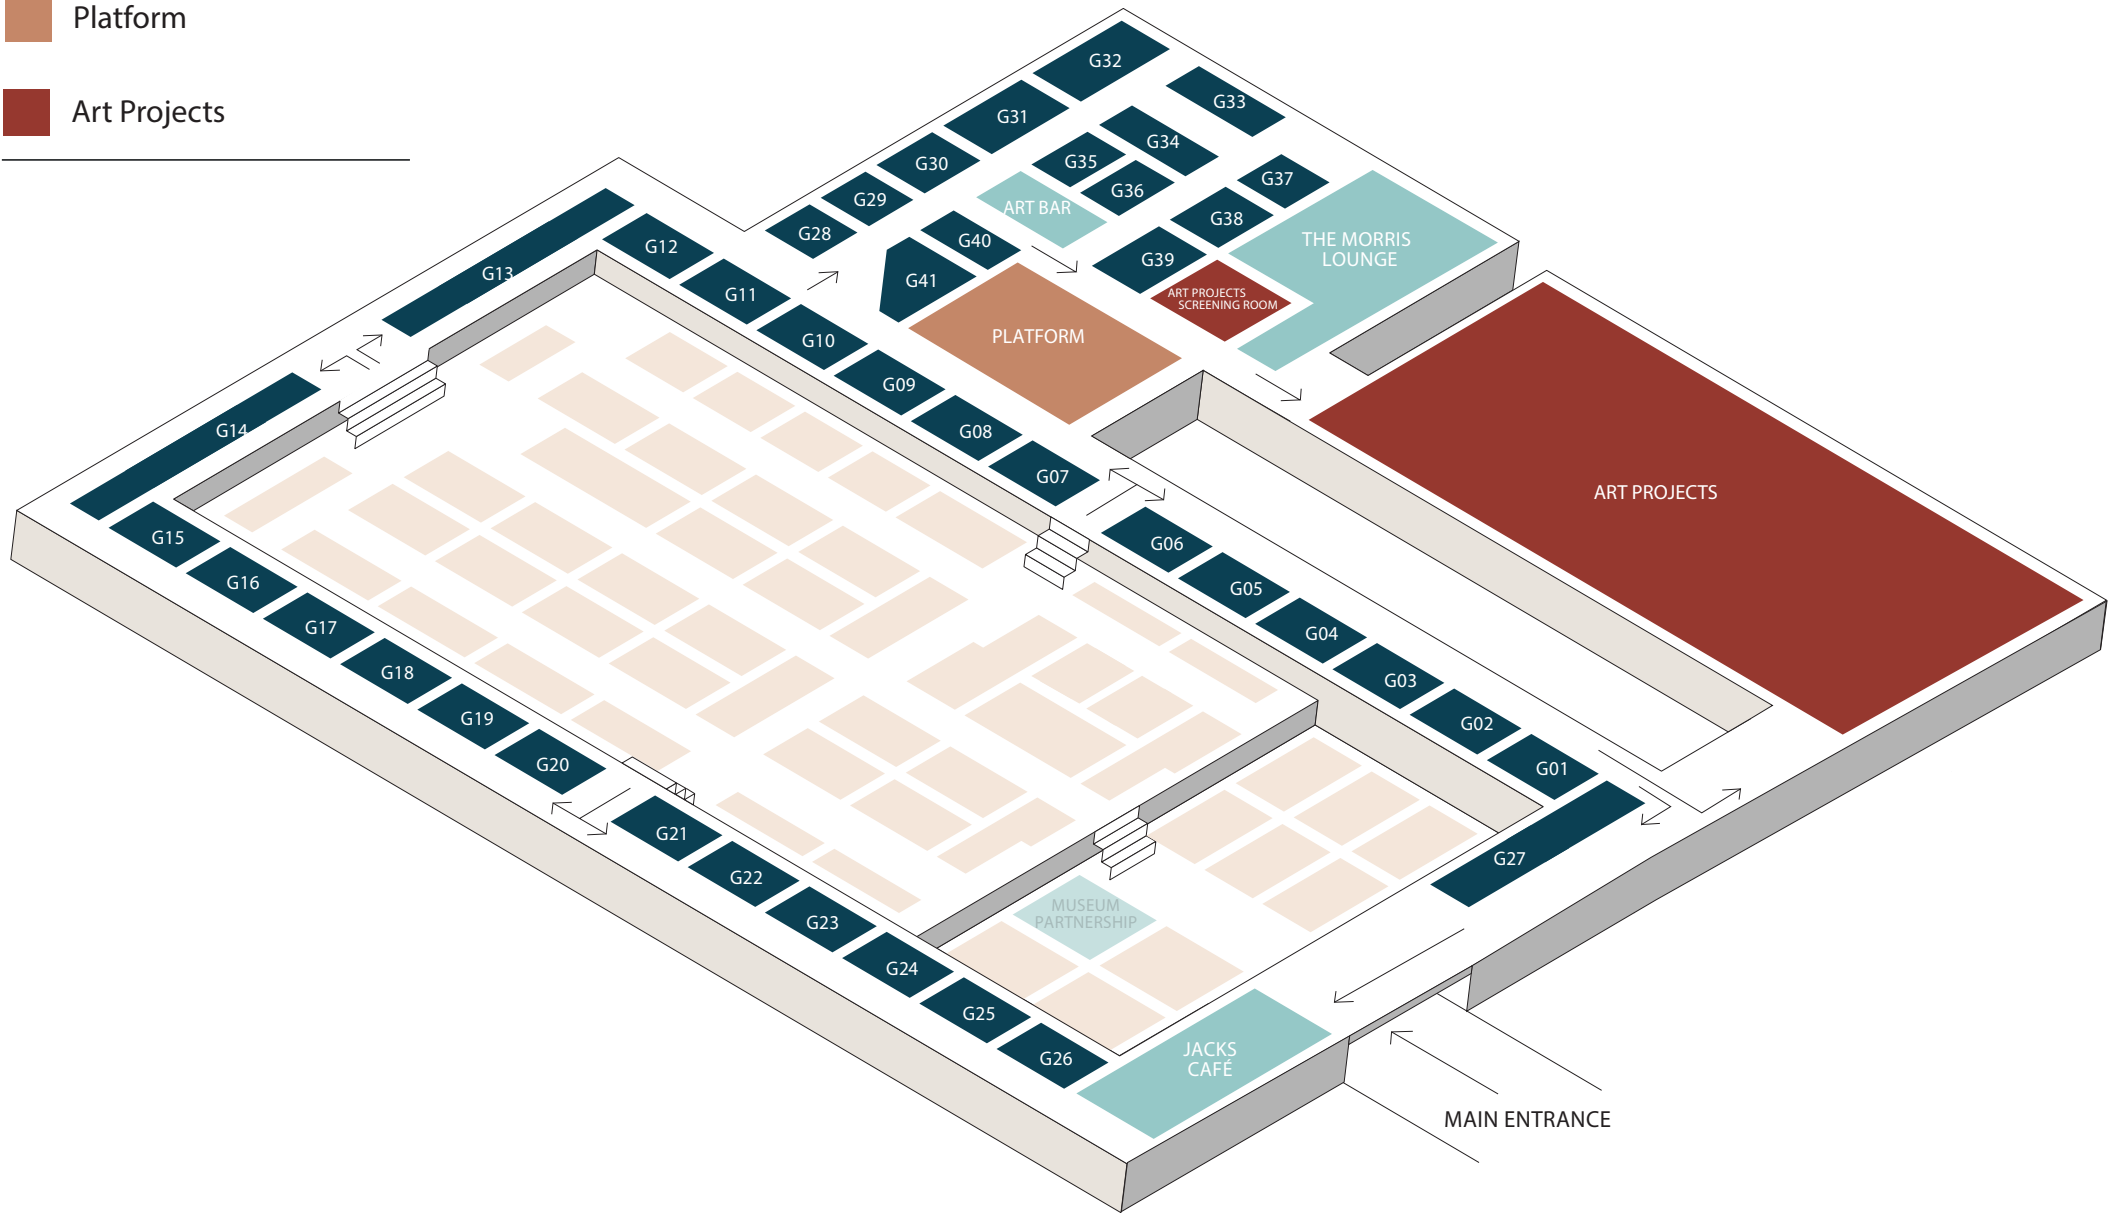 Platform
Art Projects
G32
G33
G31
G34
G35
G30
G36
G37
G29
ART BAR
G38
G28
G40
THE MORRIS
LOUNGE
G12
G39
G13
G41
ART PROJECTS
SCREENING ROOM
G11
PLATFORM
G10
G09
G14
G08
G07
ART PROJECTS
G15
G06
G16
G05
G17
G04
G18
G03
G19
G02
G20
G01
G21
G27
G22
MUSEUM
PARTNERSHIP
G23
G24
G25
G26
JACKS
CAFÉ
MAIN ENTRANCE